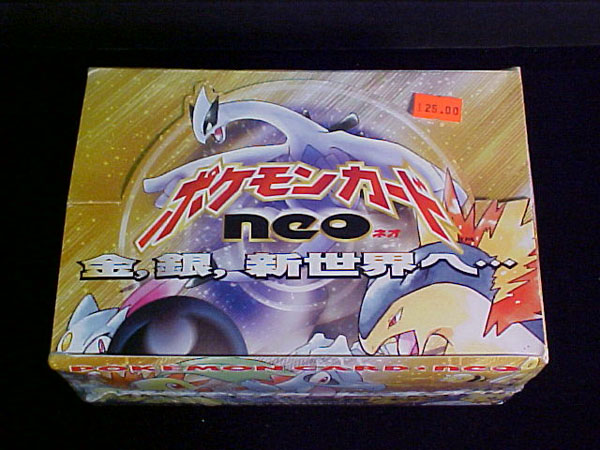 125.00
ポケモンカード
neo
ネオ
金、銀、新世界へ…
POKEMON CARD・neo